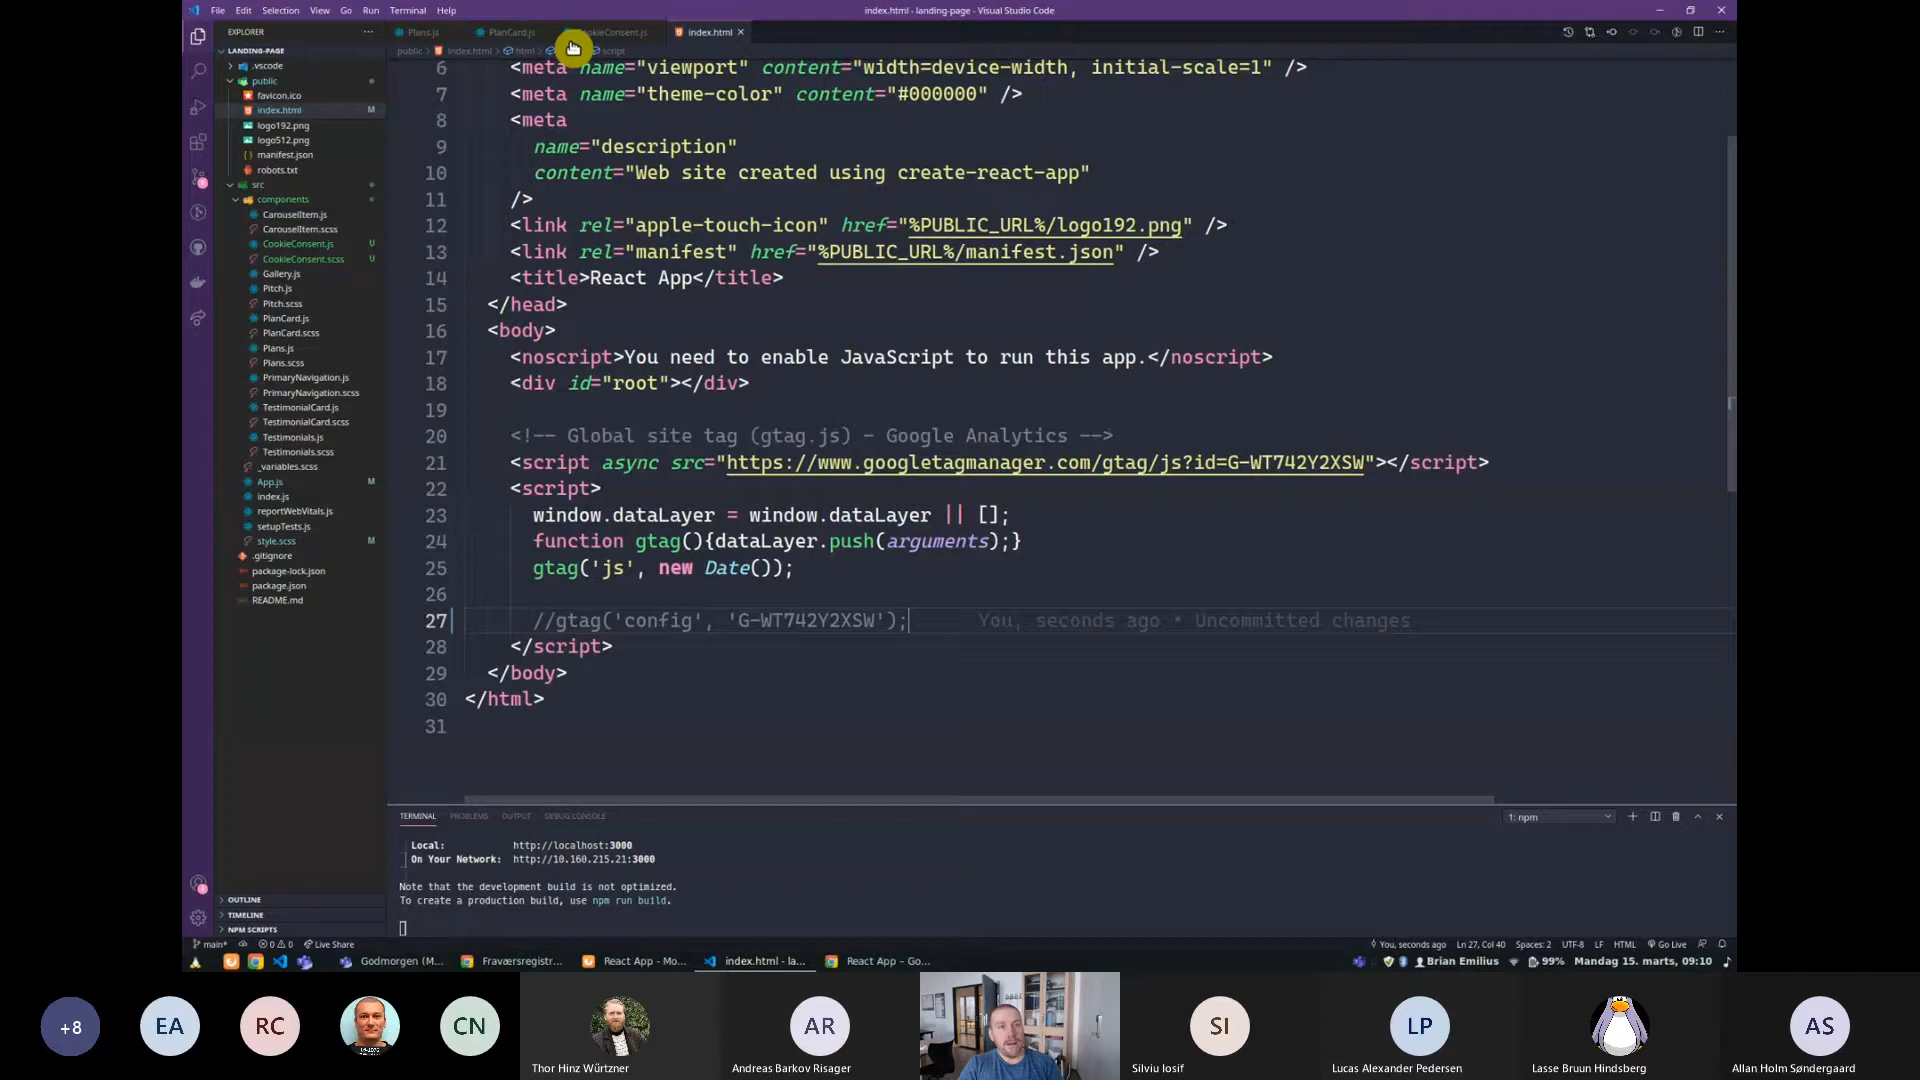 File Edit Selection View Go Run Terminal Help
index.html - landing-page - Visual Studio Code
EXPLORER
LANDING-PAGE
.vscode
public
favicon.ico
index.html M
logo192.png
logo512.png
manifest.json
robots.txt
src
components
CarouselItem.js
CarouselItem.scss
CookieConsent.js U
CookieConsent.scss U
Gallery.js
Pitch.js
Pitch.scss
PlanCard.js
PlanCard.scss
Plans.js
Plans.scss
PrimaryNavigation.js
PrimaryNavigation.scss
TestimonialCard.js
TestimonialCard.scss
Testimonials.js
Testimonials.scss
_variables.scss
App.js M
index.js
reportWebVitals.js
setupTests.js
style.scss M
.gitignore
package-lock.json
package.json
README.md
OUTLINE
TIMELINE
NPM SCRIPTS
Plans.js PlanCard.js CookieConsent.js index.html
public > index.html > html > script
6 <meta name="viewport" content="width=device-width, initial-scale=1" />
7 <meta name="theme-color" content="#000000" />
8 <meta
9 name="description"
10 content="Web site created using create-react-app"
11 />
12 <link rel="apple-touch-icon" href="%PUBLIC_URL%/logo192.png" />
13 <link rel="manifest" href="%PUBLIC_URL%/manifest.json" />
14 <title>React App</title>
15 </head>
16 <body>
17 <noscript>You need to enable JavaScript to run this app.</noscript>
18 <div id="root"></div>
19
20 <!-- Global site tag (gtag.js) - Google Analytics -->
21 <script async src="https://www.googletagmanager.com/gtag/js?id=G-WT742Y2XSW"></script>
22 <script>
23 window.dataLayer = window.dataLayer || [];
24 function gtag(){dataLayer.push(arguments);}
25 gtag('js', new Date());
26
27 //gtag('config', 'G-WT742Y2XSW'); You, seconds ago • Uncommitted changes
28 </script>
29 </body>
30 </html>
31
TERMINAL PROBLEMS OUTPUT DEBUG CONSOLE
1: npm
Local: http://localhost:3000
On Your Network: http://10.160.215.21:3000
Note that the development build is not optimized.
To create a production build, use npm run build.
main* 0 0 Live Share
You, seconds ago Ln 27, Col 40 Spaces: 2 UTF-8 LF HTML Go Live
Godmorgen (M... Fraværsregistr... React App - Mo... index.html - la... React App - Go...
Brian Emilius 99% Mandag 15. marts, 09:10
+8 EA RC CN AR SI LP AS
Thor Hinz Würtzner Andreas Barkov Risager Silviu Iosif Lucas Alexander Pedersen Lasse Bruun Hindsberg Allan Holm Søndergaard